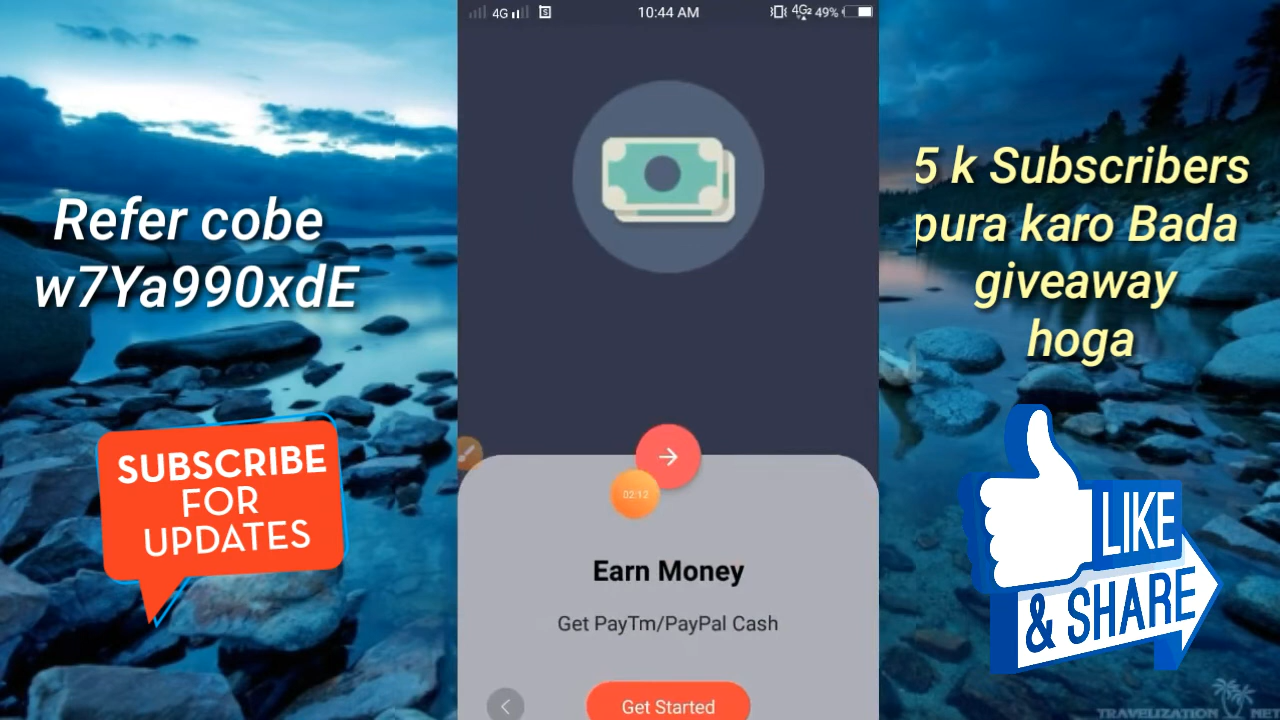 4G
10:44 AM
4G2 49%
Refer cobe
w7Ya990xdE
5 k Subscribers
pura karo Bada
giveaway
hoga
SUBSCRIBE
FOR
UPDATES
02:12
Earn Money
Get PayTm/PayPal Cash
Get Started
LIKE
& SHARE
TRAVELIZATION NET